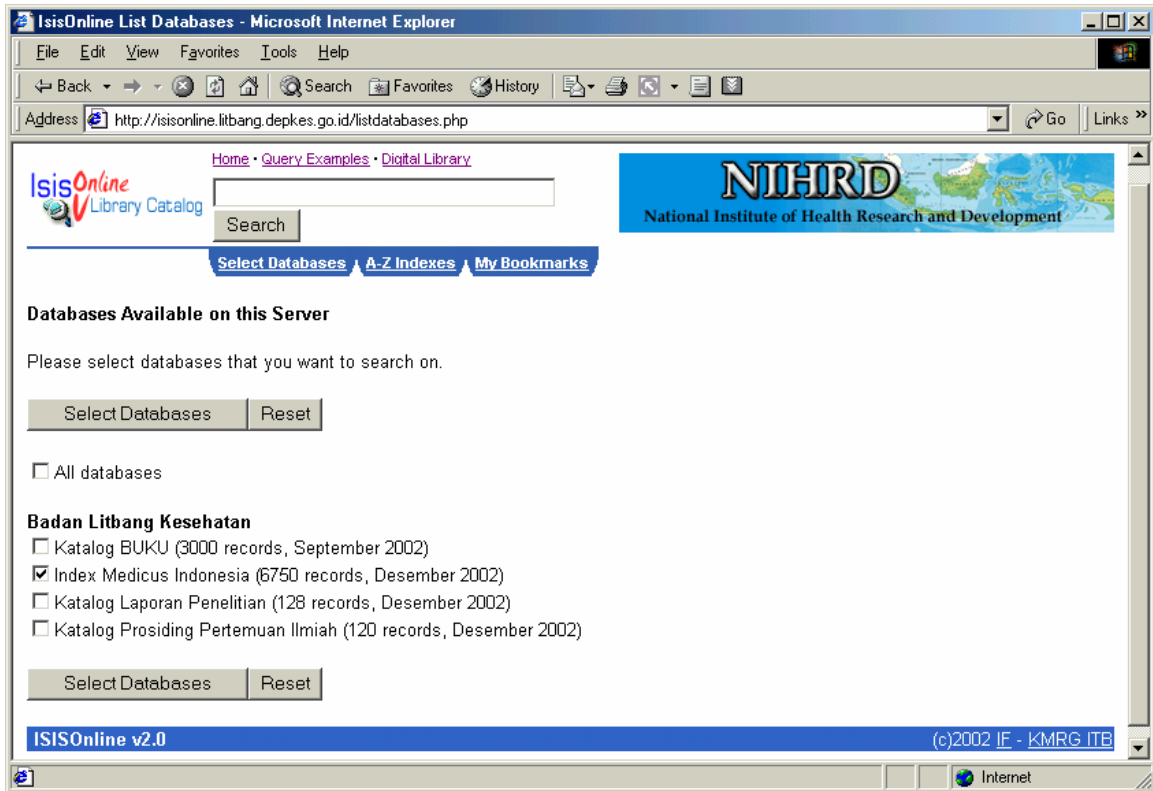 IsisOnline List Databases - Microsoft Internet Explorer
File Edit View Favorites Tools Help
Back Search Favorites History
Address http://isisonline.litbang.depkes.go.id/listdatabases.php Go Links »
Home · Query Examples · Digital Library
Isis Online
Library Catalog
Search
NIHRD
National Institute of Health Research and Development
Select Databases A-Z Indexes My Bookmarks
Databases Available on this Server
Please select databases that you want to search on.
Select Databases Reset
All databases
Badan Litbang Kesehatan
Katalog BUKU (3000 records, September 2002)
Index Medicus Indonesia (6750 records, Desember 2002)
Katalog Laporan Penelitian (128 records, Desember 2002)
Katalog Prosiding Pertemuan Ilmiah (120 records, Desember 2002)
Select Databases Reset
ISISOnline v2.0 (c)2002 IF - KMRG ITB
Internet